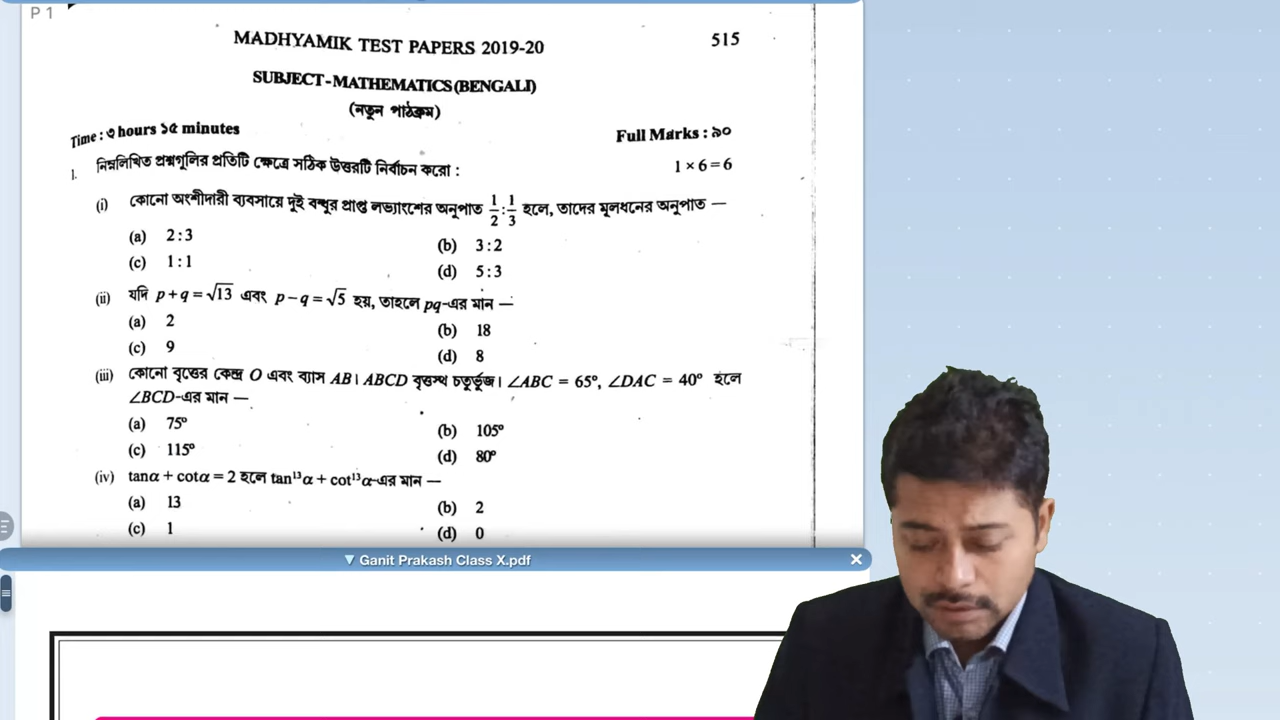 P 1
MADHYAMIK TEST PAPERS 2019-20
515
SUBJECT-MATHEMATICS (BENGALI)
(নতুন পাঠক্রম)
Time : ৩ hours ১৫ minutes
Full Marks : ৯০
1. নিম্নলিখিত প্রশ্নগুলির প্রতিটি ক্ষেত্রে সঠিক উত্তরটি নির্বাচন করো : 1 × 6 = 6
(i) কোনো অংশীদারী ব্যবসায়ে দুই বন্ধুর প্রাপ্ত লভ্যাংশের অনুপাত 1/2 : 1/3 হলে, তাদের মূলধনের অনুপাত —
(a) 2 : 3
(b) 3 : 2
(c) 1 : 1
(d) 5 : 3
(ii) যদি p + q = √13 এবং p − q = √5 হয়, তাহলে pq-এর মান —
(a) 2
(b) 18
(c) 9
(d) 8
(iii) কোনো বৃত্তের কেন্দ্র O এবং ব্যাস AB। ABCD বৃত্তস্থ চতুর্ভুজ। ∠ABC = 65°, ∠DAC = 40° হলে
∠BCD-এর মান —
(a) 75°
(b) 105°
(c) 115°
(d) 80°
(iv) tanα + cotα = 2 হলে tan¹³α + cot¹³α-এর মান —
(a) 13
(b) 2
(c) 1
(d) 0
▼ Ganit Prakash Class X.pdf